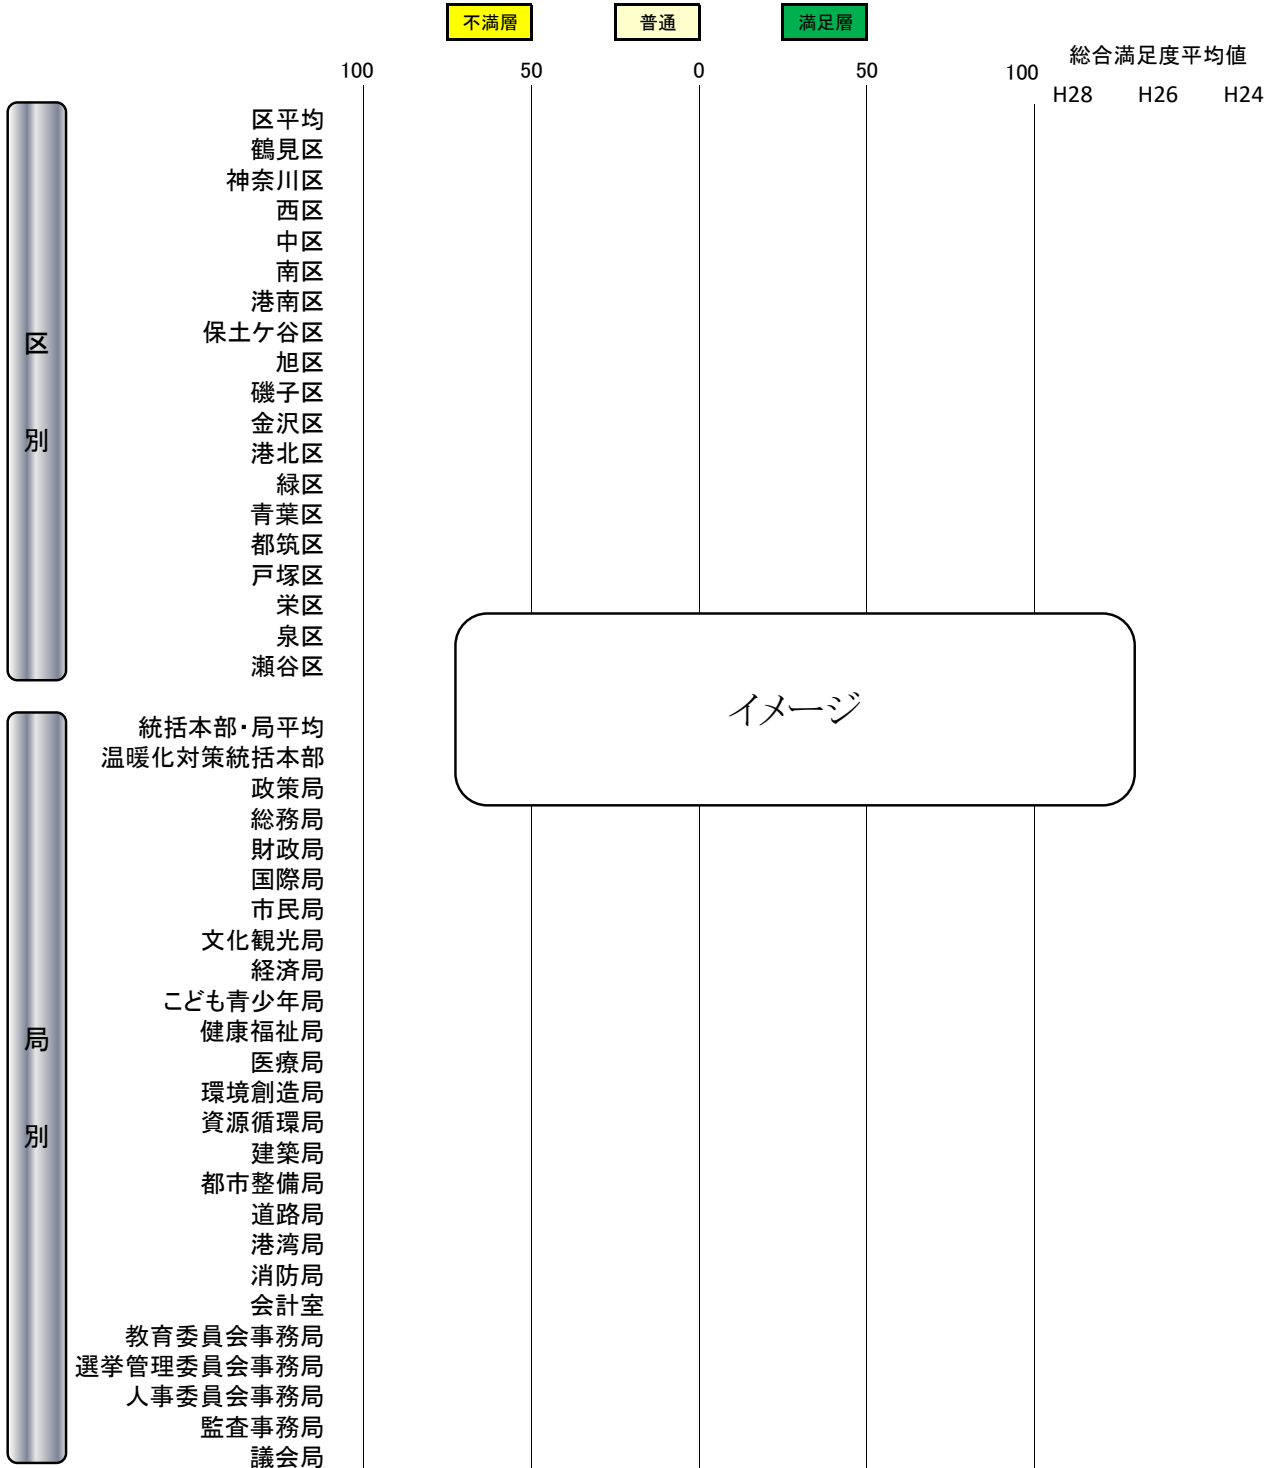 不満層 普通 満足層
総合満足度平均値
100 50 0 50 100
H28 H26 H24
区別
区平均
鶴見区
神奈川区
西区
中区
南区
港南区
保土ケ谷区
旭区
磯子区
金沢区
港北区
緑区
青葉区
都筑区
戸塚区
栄区
泉区
瀬谷区
イメージ
局別
統括本部・局平均
温暖化対策統括本部
政策局
総務局
財政局
国際局
市民局
文化観光局
経済局
こども青少年局
健康福祉局
医療局
環境創造局
資源循環局
建築局
都市整備局
道路局
港湾局
消防局
会計室
教育委員会事務局
選挙管理委員会事務局
人事委員会事務局
監査事務局
議会局